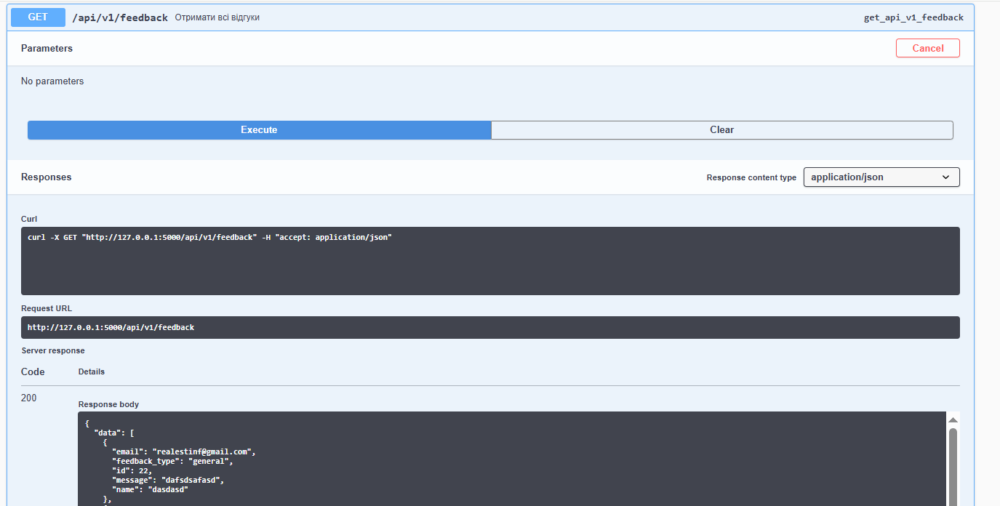 GET /api/v1/feedback Отримати всі відгуки get_api_v1_feedback
Parameters Cancel
No parameters
Execute Clear
Responses Response content type application/json
Curl
curl -X GET "http://127.0.0.1:5000/api/v1/feedback" -H "accept: application/json"
Request URL
http://127.0.0.1:5000/api/v1/feedback
Server response
Code Details
200
Response body
{
"data": [
{
"email": "realestinf@gmail.com",
"feedback_type": "general",
"id": 22,
"message": "dafsdsafasd",
"name": "dasdasd"
},